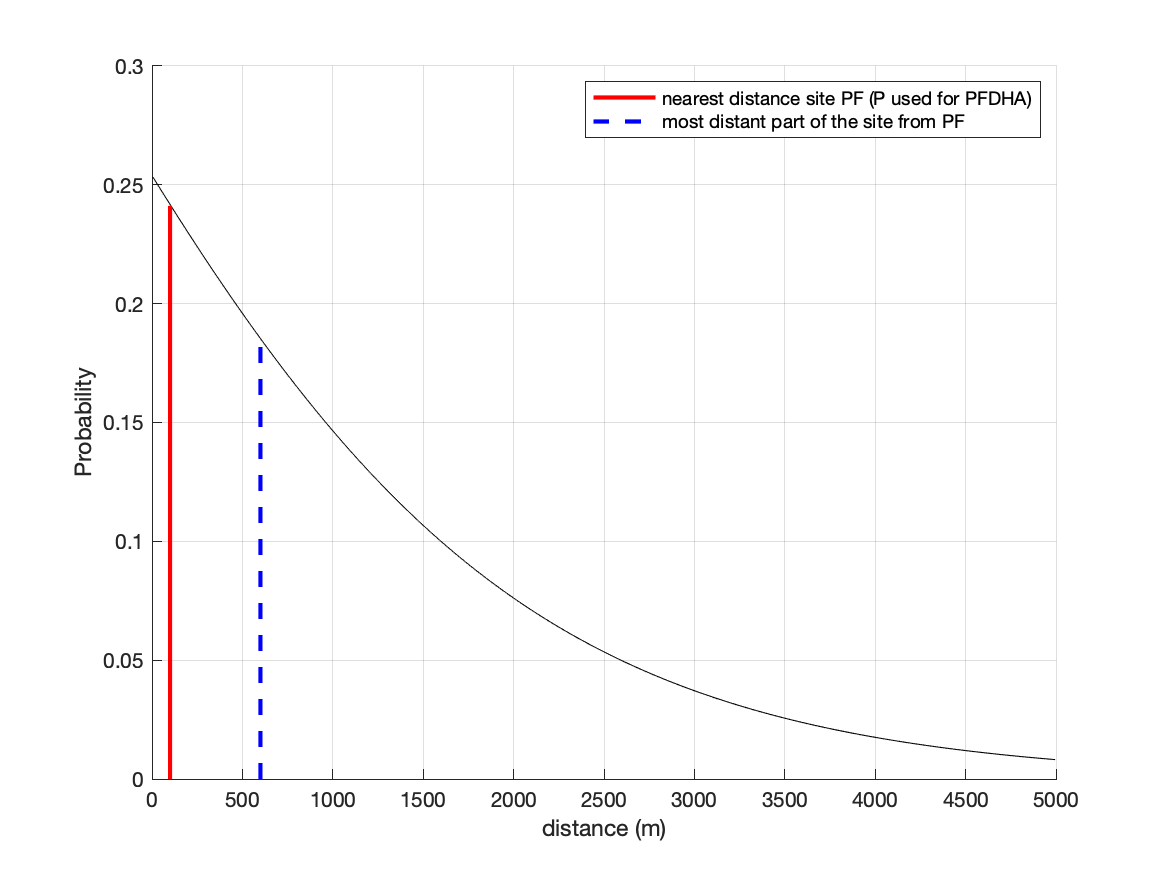 0.3
0.25
0.2
0.15
0.1
0.05
0
Probability
nearest distance site PF (P used for PFDHA)
most distant part of the site from PF
0 500 1000 1500 2000 2500 3000 3500 4000 4500 5000
distance (m)